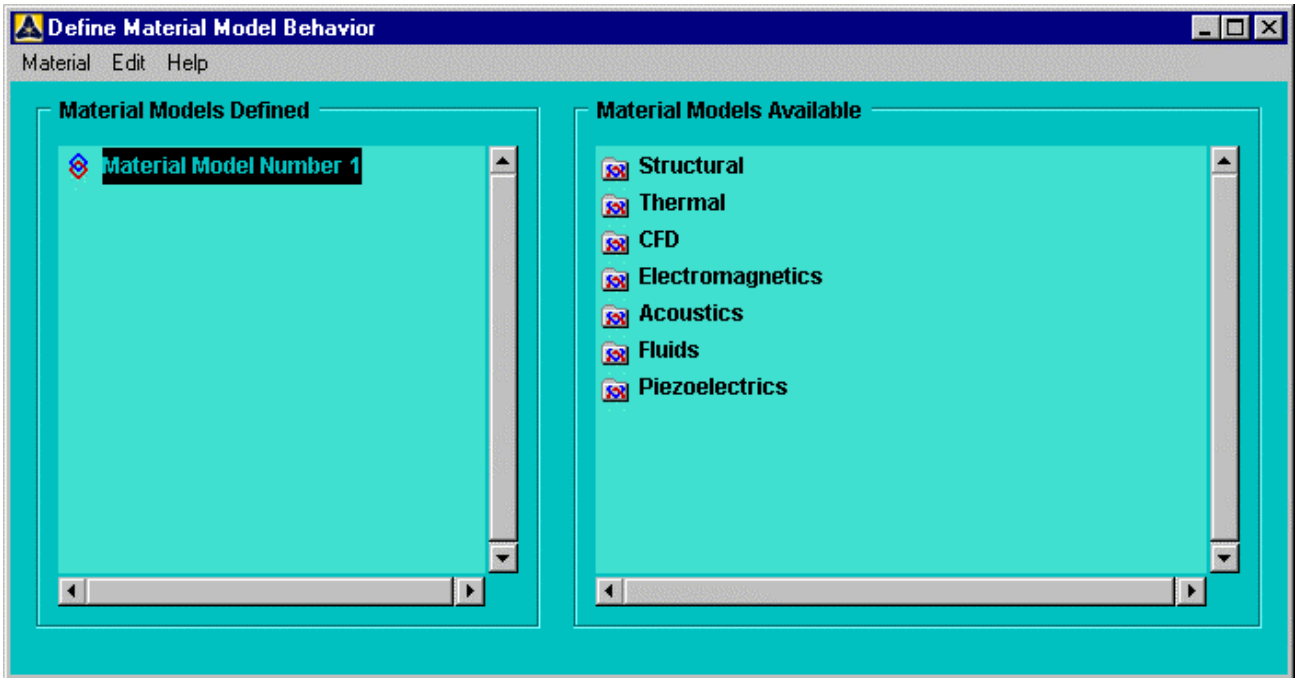 Define Material Model Behavior
Material Edit Help
Material Models Defined
Material Model Number 1
Material Models Available
Structural
Thermal
CFD
Electromagnetics
Acoustics
Fluids
Piezoelectrics